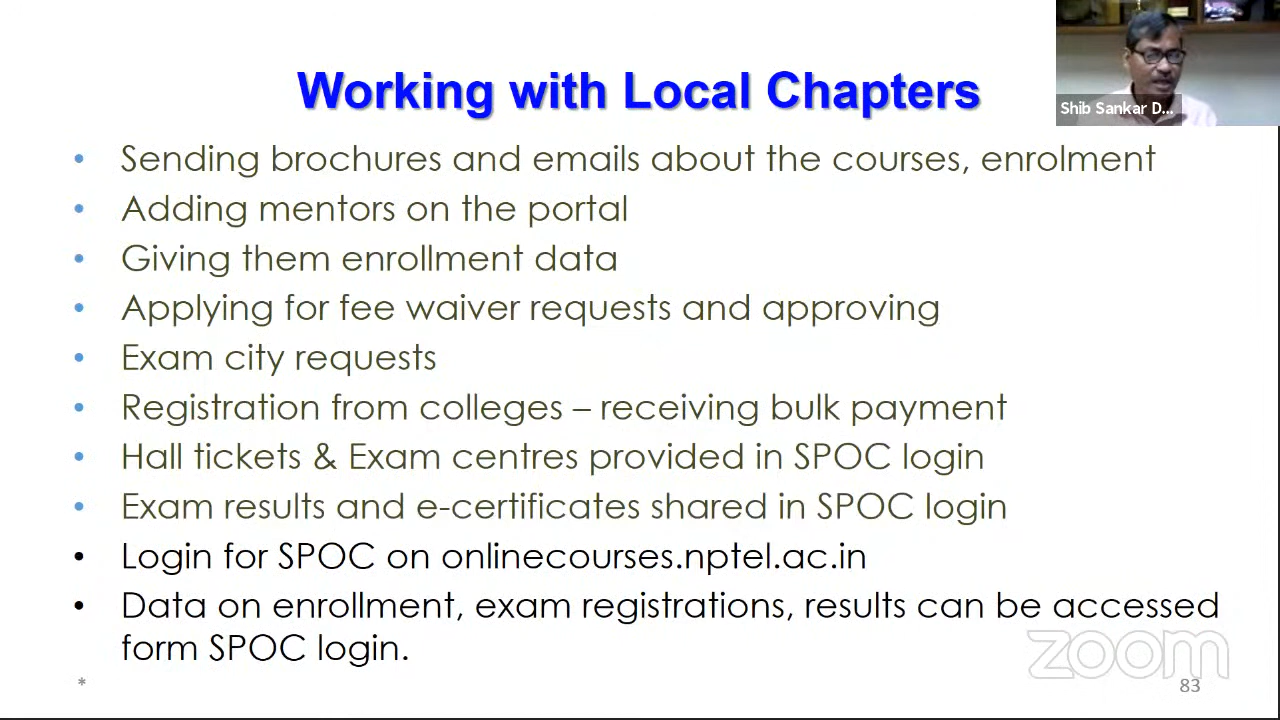 Working with Local Chapters
Shib Sankar D...
• Sending brochures and emails about the courses, enrolment
• Adding mentors on the portal
• Giving them enrollment data
• Applying for fee waiver requests and approving
• Exam city requests
• Registration from colleges – receiving bulk payment
• Hall tickets & Exam centres provided in SPOC login
• Exam results and e-certificates shared in SPOC login
• Login for SPOC on onlinecourses.nptel.ac.in
• Data on enrollment, exam registrations, results can be accessed
form SPOC login.
zoom
* 83